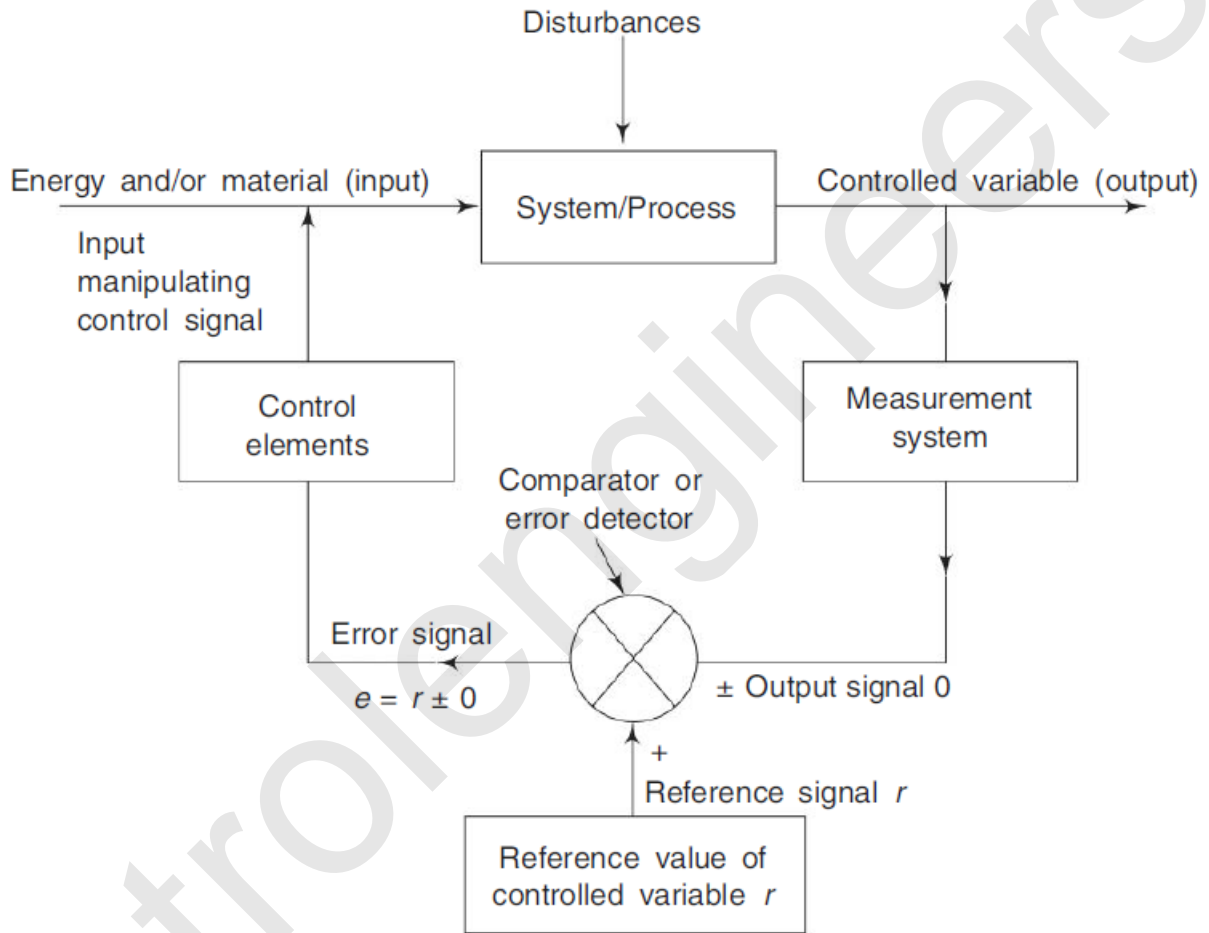 Disturbances
Energy and/or material (input)
System/Process
Controlled variable (output)
Input
manipulating
control signal
Control
elements
Measurement
system
Comparator or
error detector
Error signal
e = r ± 0
± Output signal 0
+
Reference signal r
Reference value of
controlled variable r
trolengineers